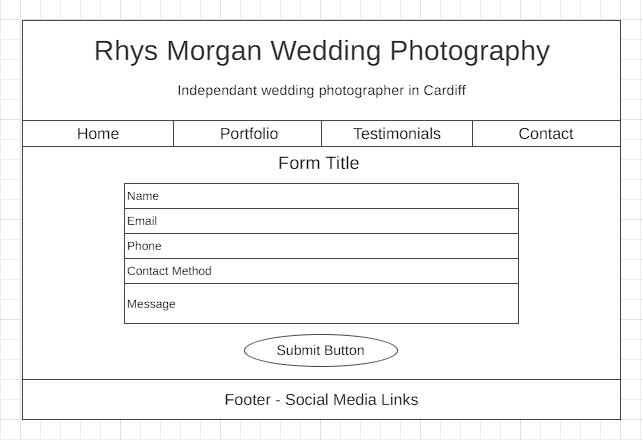 Rhys Morgan Wedding Photography
Independant wedding photographer in Cardiff
Home Portfolio Testimonials Contact
Form Title
Name
Email
Phone
Contact Method
Message
Submit Button
Footer - Social Media Links